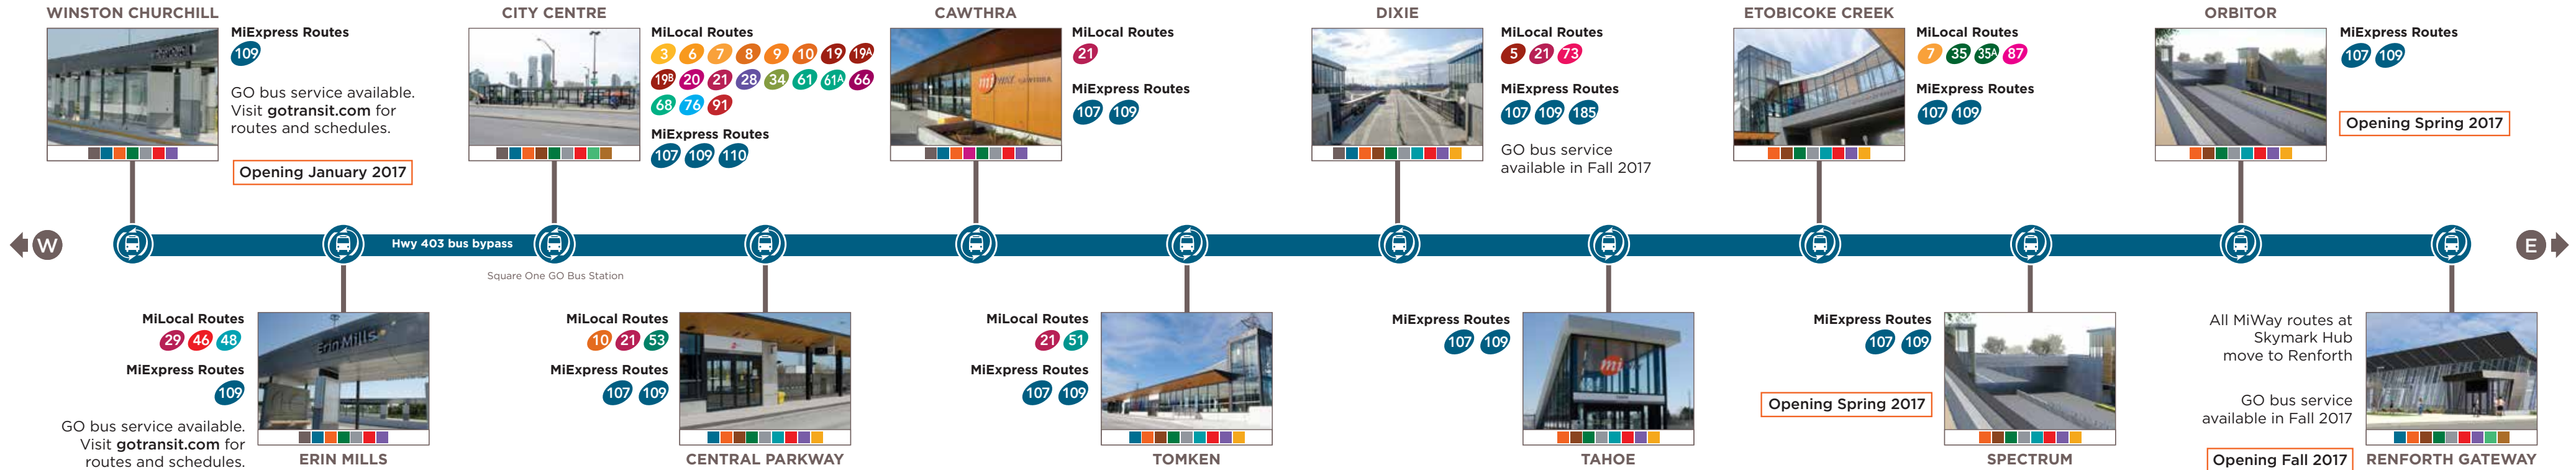 WINSTON CHURCHILL
MiExpress Routes
109
GO bus service available.
Visit gotransit.com for
routes and schedules.
Opening January 2017
CITY CENTRE
MiLocal Routes
3 6 7 8 9 10 19 19A
19B 20 21 28 34 61 61A 66
68 76 91
MiExpress Routes
107 109 110
CAWTHRA
mi WAY CAWTHRA
MiLocal Routes
21
MiExpress Routes
107 109
DIXIE
MiLocal Routes
5 21 73
MiExpress Routes
107 109 185
GO bus service
available in Fall 2017
ETOBICOKE CREEK
MiLocal Routes
7 35 35A 87
MiExpress Routes
107 109
ORBITOR
MiExpress Routes
107 109
Opening Spring 2017
W
Hwy 403 bus bypass
E
Square One GO Bus Station
MiLocal Routes
29 46 48
MiExpress Routes
109
GO bus service available.
Visit gotransit.com for
routes and schedules.
Erin Mills
ERIN MILLS
MiLocal Routes
10 21 53
MiExpress Routes
107 109
CENTRAL PARKWAY
MiLocal Routes
21 51
MiExpress Routes
107 109
TOMKEN
MiExpress Routes
107 109
mi
TAHOE
MiExpress Routes
107 109
Opening Spring 2017
SPECTRUM
All MiWay routes at
Skymark Hub
move to Renforth
GO bus service
available in Fall 2017
Opening Fall 2017
RENFORTH GATEWAY